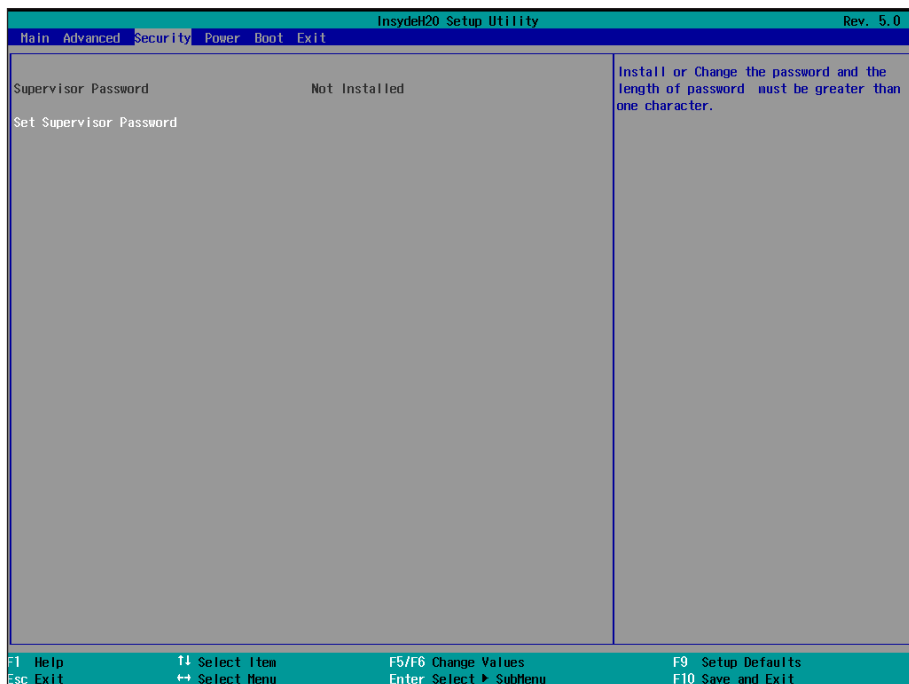 InsydeH20 Setup Utility Rev. 5.0
Main Advanced Security Power Boot Exit
Supervisor Password Not Installed
Set Supervisor Password
Install or Change the password and the
length of password must be greater than
one character.
F1 Help ↑↓ Select Item F5/F6 Change Values F9 Setup Defaults
Esc Exit ↔ Select Menu Enter Select ▶ SubMenu F10 Save and Exit